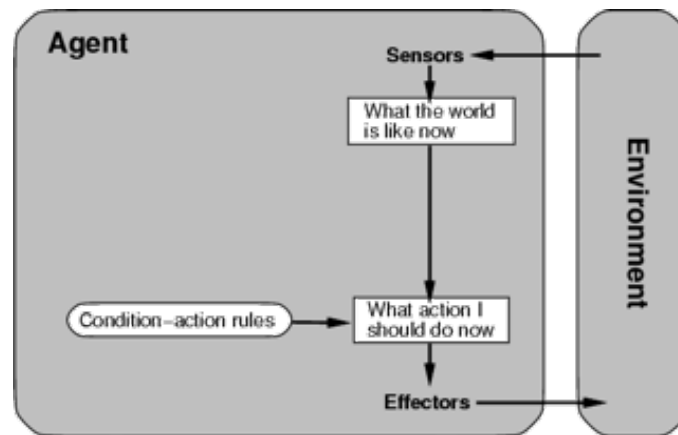 Agent
Sensors
What the world
is like now
Environment
Condition–action rules
What action I
should do now
Effectors